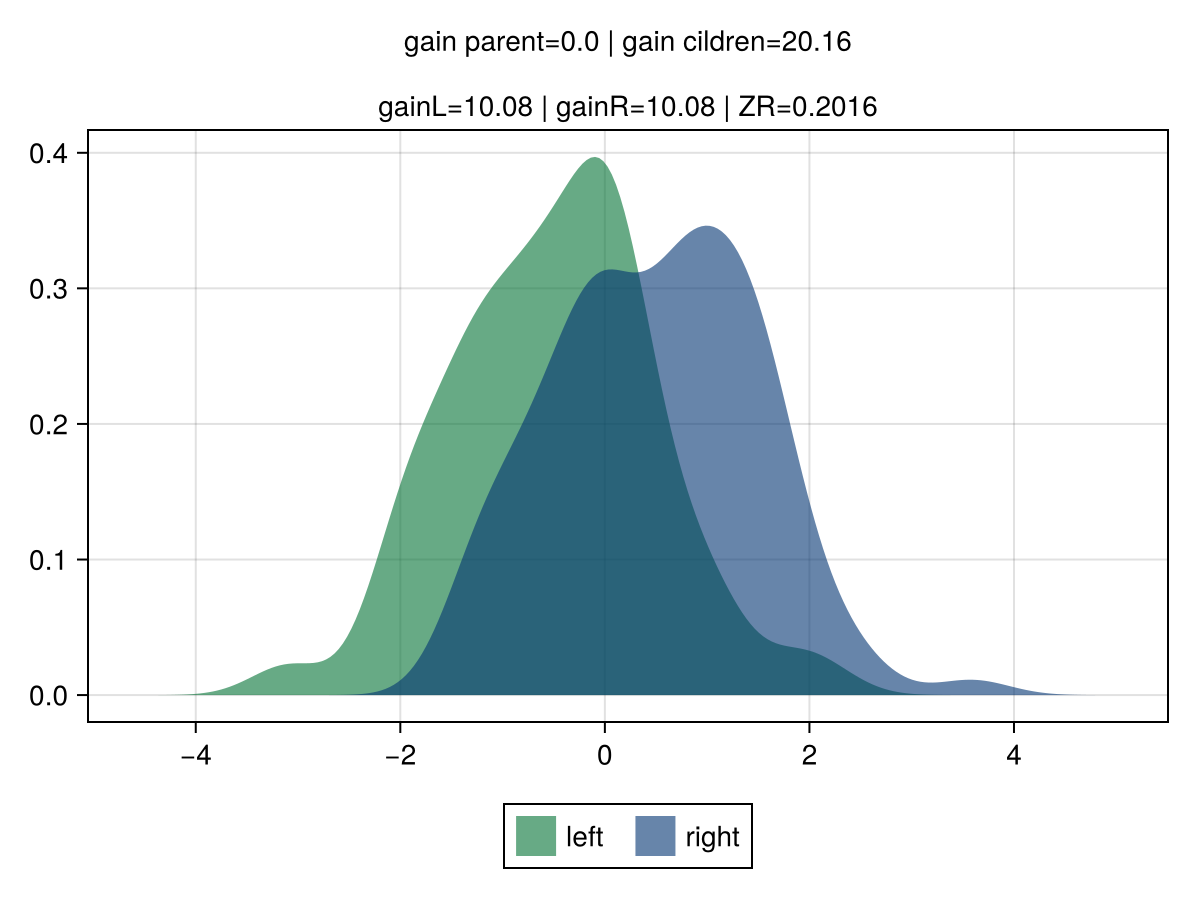 gain parent=0.0 | gain cildren=20.16
gainL=10.08 | gainR=10.08 | ZR=0.2016
0.4
0.3
0.2
0.1
0.0
−4 −2 0 2 4
left right